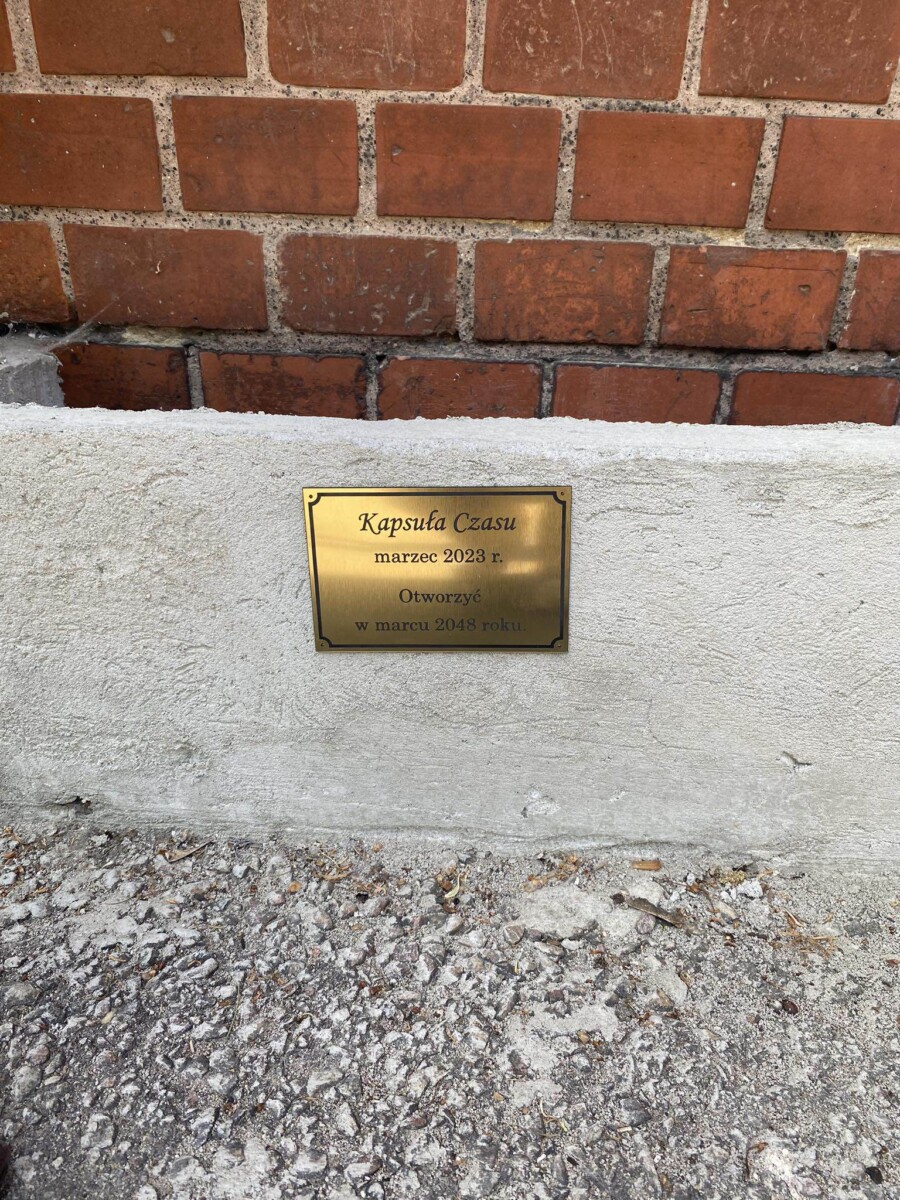 Kapsuła Czasu
marzec 2023 r.
Otworzyć
w marcu 2048 roku.